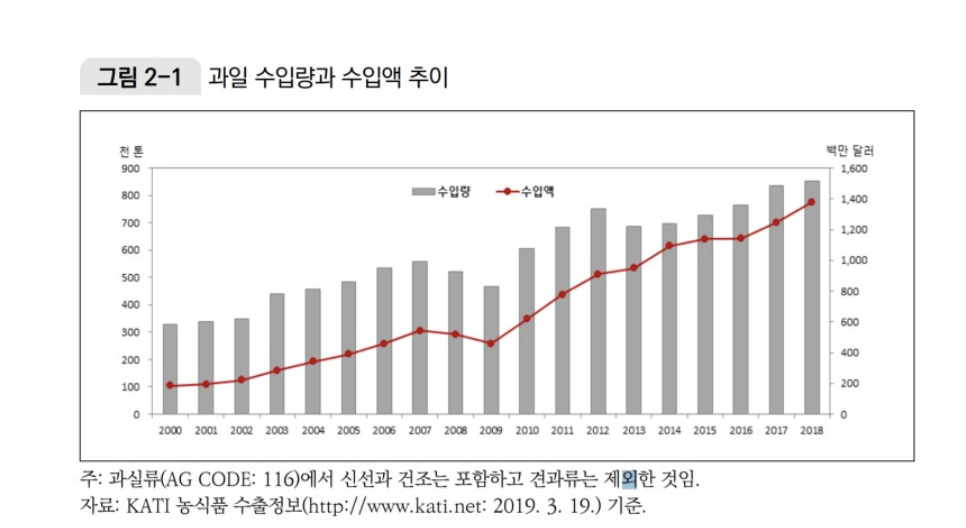 그림 2-1 과일 수입량과 수입액 추이
천 톤 백만 달러
900 1,600
수입량 수입액
800 1,400
700 1,200
600
1,000
500
800
400
600
300
400
200
100 200
0 0
2000 2001 2002 2003 2004 2005 2006 2007 2008 2009 2010 2011 2012 2013 2014 2015 2016 2017 2018
주: 과실류(AG CODE: 116)에서 신선과 건조는 포함하고 견과류는 제외한 것임.
자료: KATI 농식품 수출정보(http://www.kati.net: 2019. 3. 19.) 기준.